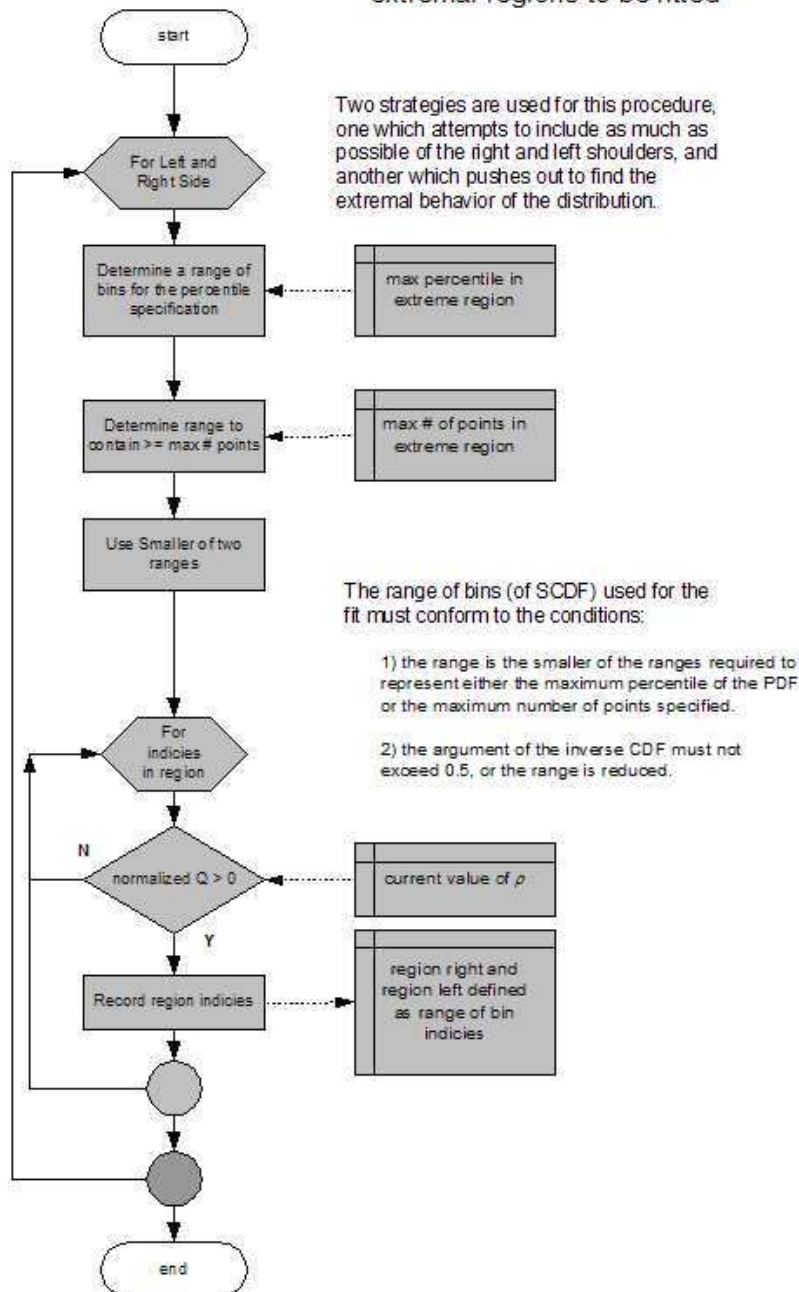 extremal regions to be fitted
start
Two strategies are used for this procedure,
one which attempts to include as much as
possible of the right and left shoulders, and
another which pushes out to find the
extremal behavior of the distribution.
For Left and
Right Side
Determine a range of
bins for the percentile
specification
max percentile in
extreme region
Determine range to
contain >= max # points
max # of points in
extreme region
Use Smaller of two
ranges
The range of bins (of SCDF) used for the
fit must conform to the conditions:
1) the range is the smaller of the ranges required to
represent either the maximum percentile of the PDF
or the maximum number of points specified.
2) the argument of the inverse CDF must not
exceed 0.5, or the range is reduced.
For
indicies
in region
N
normalized Q > 0
current value of ρ
Y
Record region indicies
region right and
region left defined
as range of bin
indicies
end